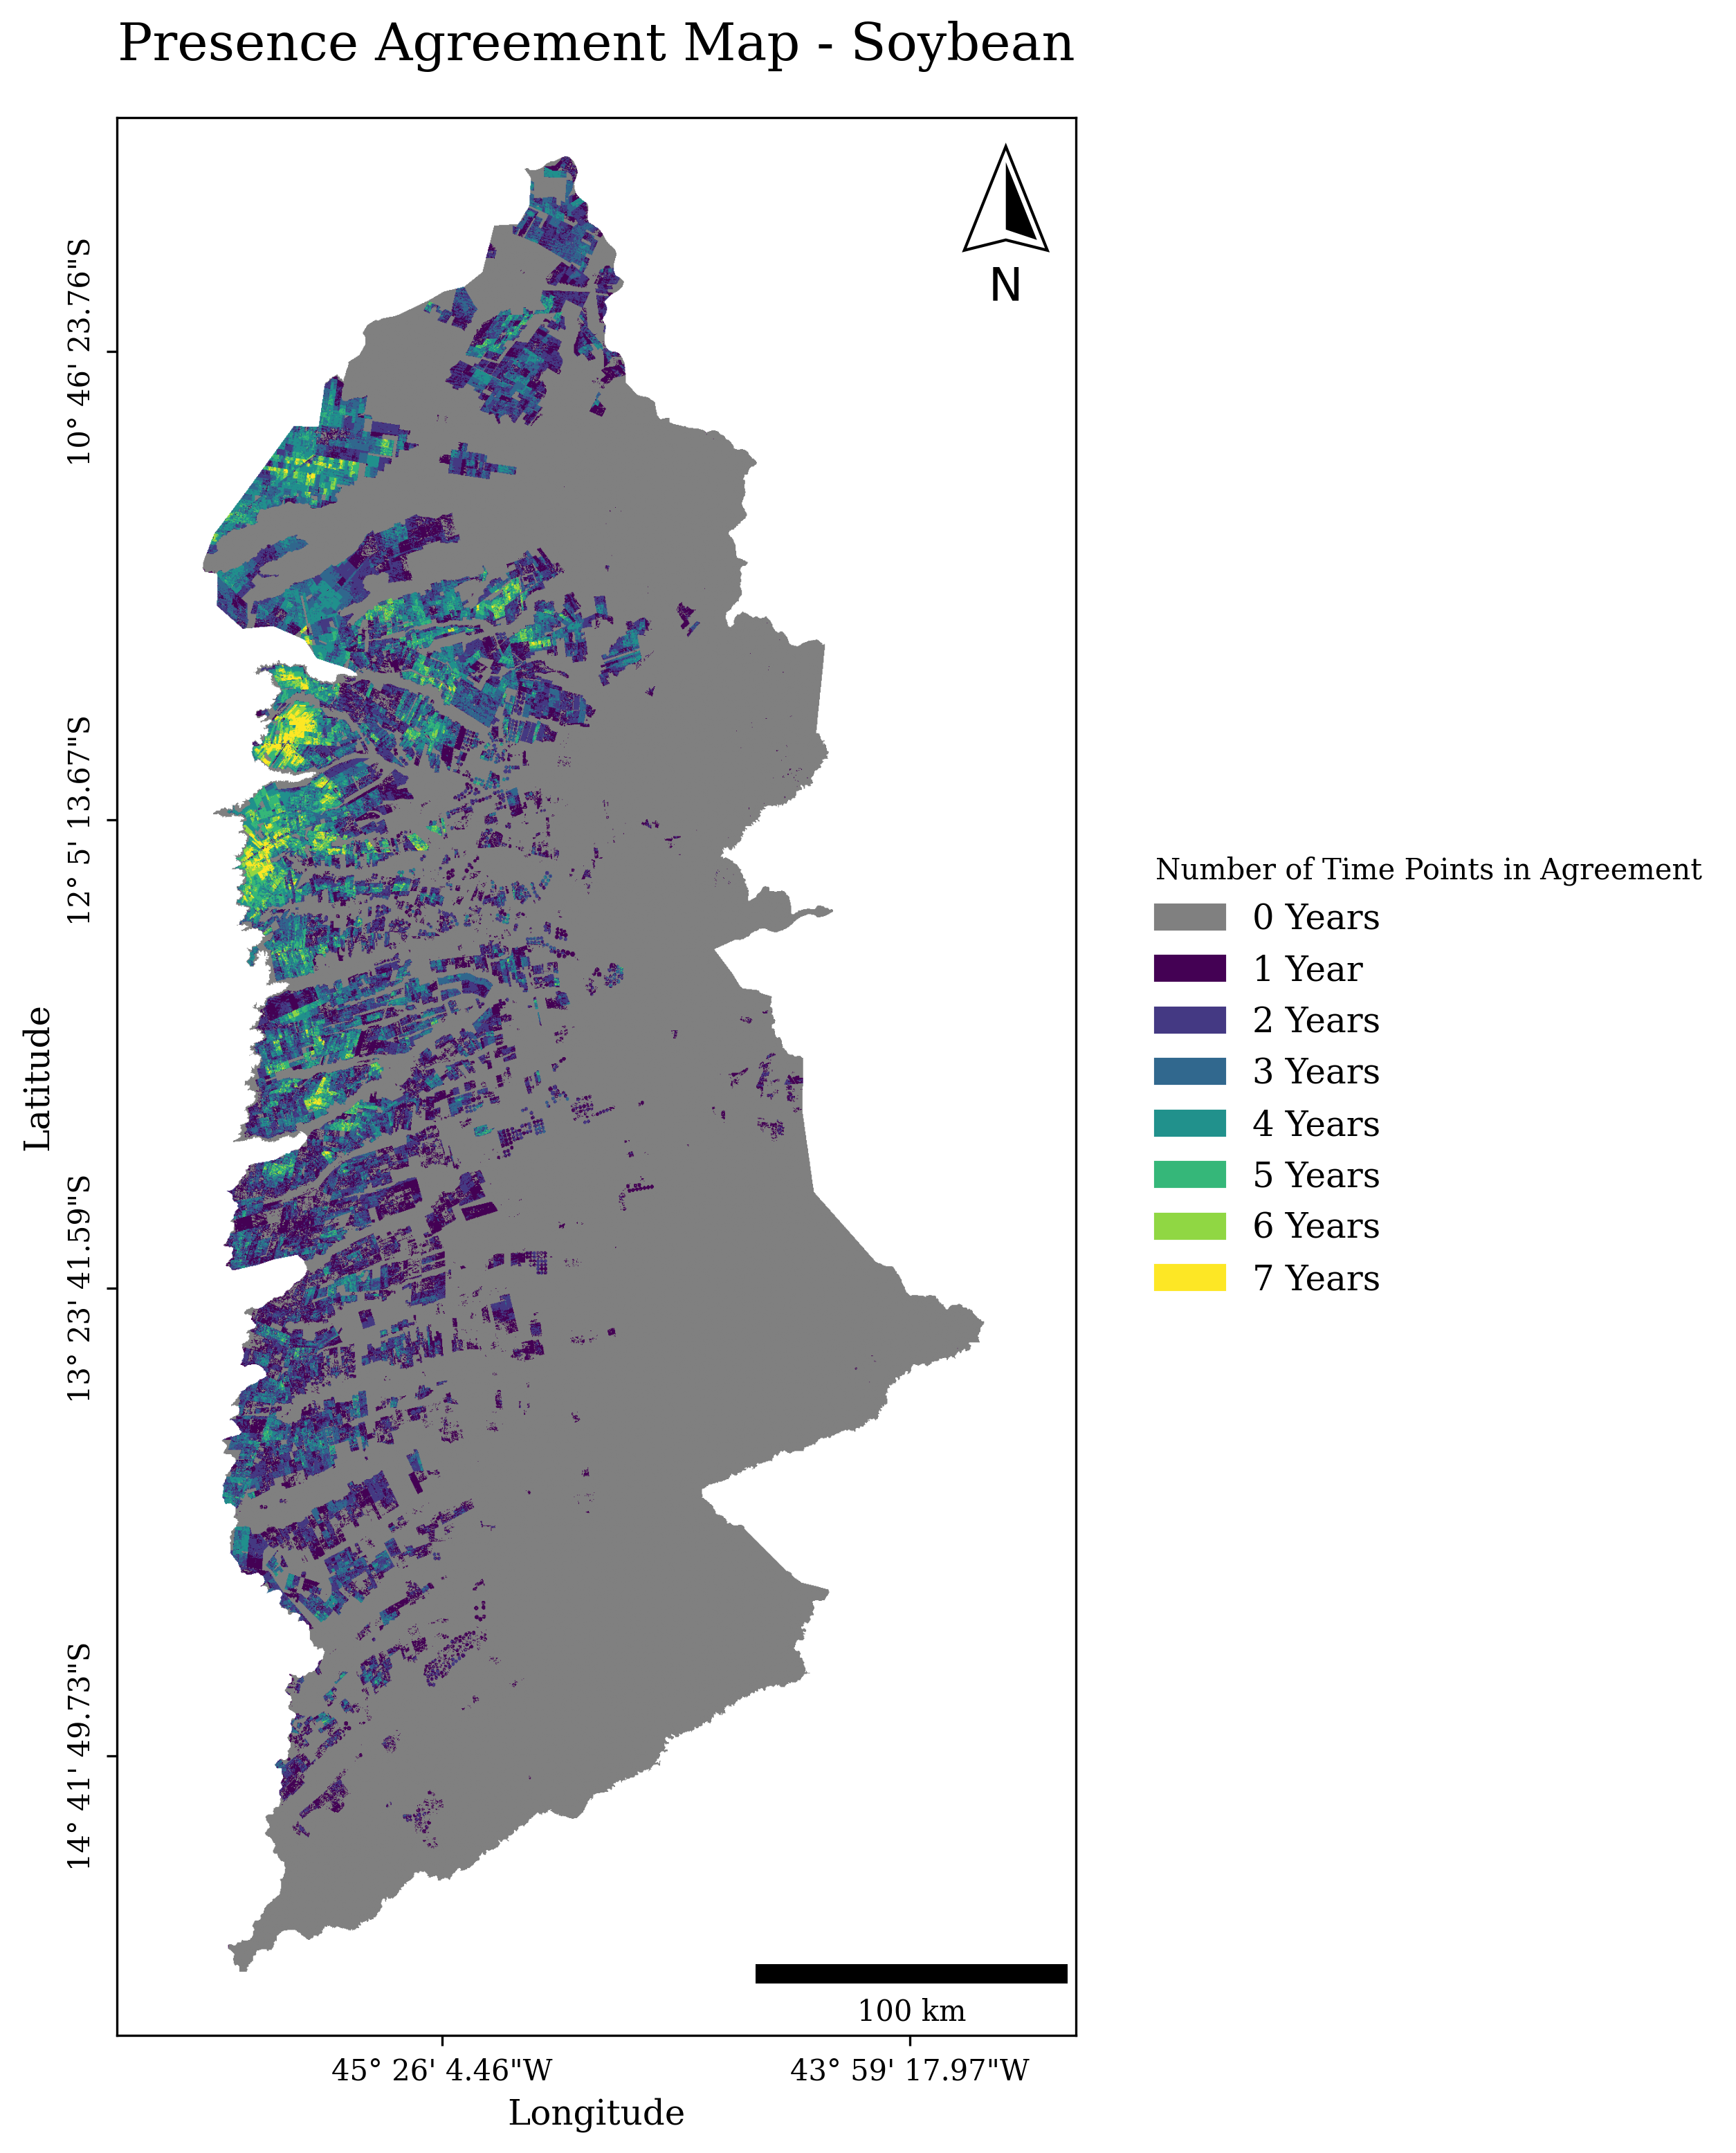 Presence Agreement Map - Soybean
N
10° 46' 23.76"S
12° 5' 13.67"S
13° 23' 41.59"S
14° 41' 49.73"S
Latitude
Number of Time Points in Agreement
0 Years
1 Year
2 Years
3 Years
4 Years
5 Years
6 Years
7 Years
100 km
45° 26' 4.46"W
43° 59' 17.97"W
Longitude